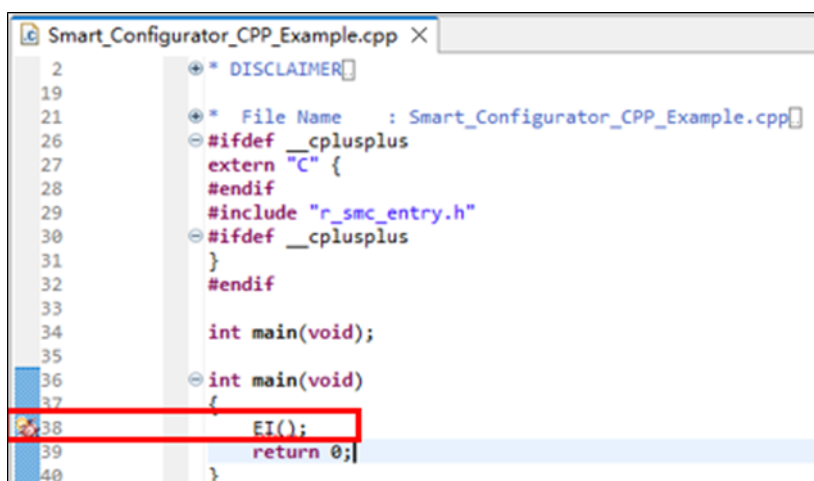 Smart_Configurator_CPP_Example.cpp
2 * DISCLAIMER
19
21 * File Name : Smart_Configurator_CPP_Example.cpp
26 #ifdef __cplusplus
27 extern "C" {
28 #endif
29 #include "r_smc_entry.h"
30 #ifdef __cplusplus
31 }
32 #endif
33
34 int main(void);
35
36 int main(void)
37 {
38 EI();
39 return 0;
40 }